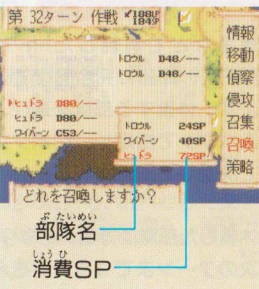 第 32ターン 作戦 188LP
184SP
トロウル D48/--
トロウル D48/--
ヒュドラ D80/--
ヒュドラ D80/--
ワイバーン C53/--
トロウル 24SP
ワイバーン 40SP
ヒュドラ 72SP
情報
移動
偵察
侵攻
召集
召喚
策略
どれを召喚しますか?
ぶたいめい
部隊名
しょうひ
消費SP